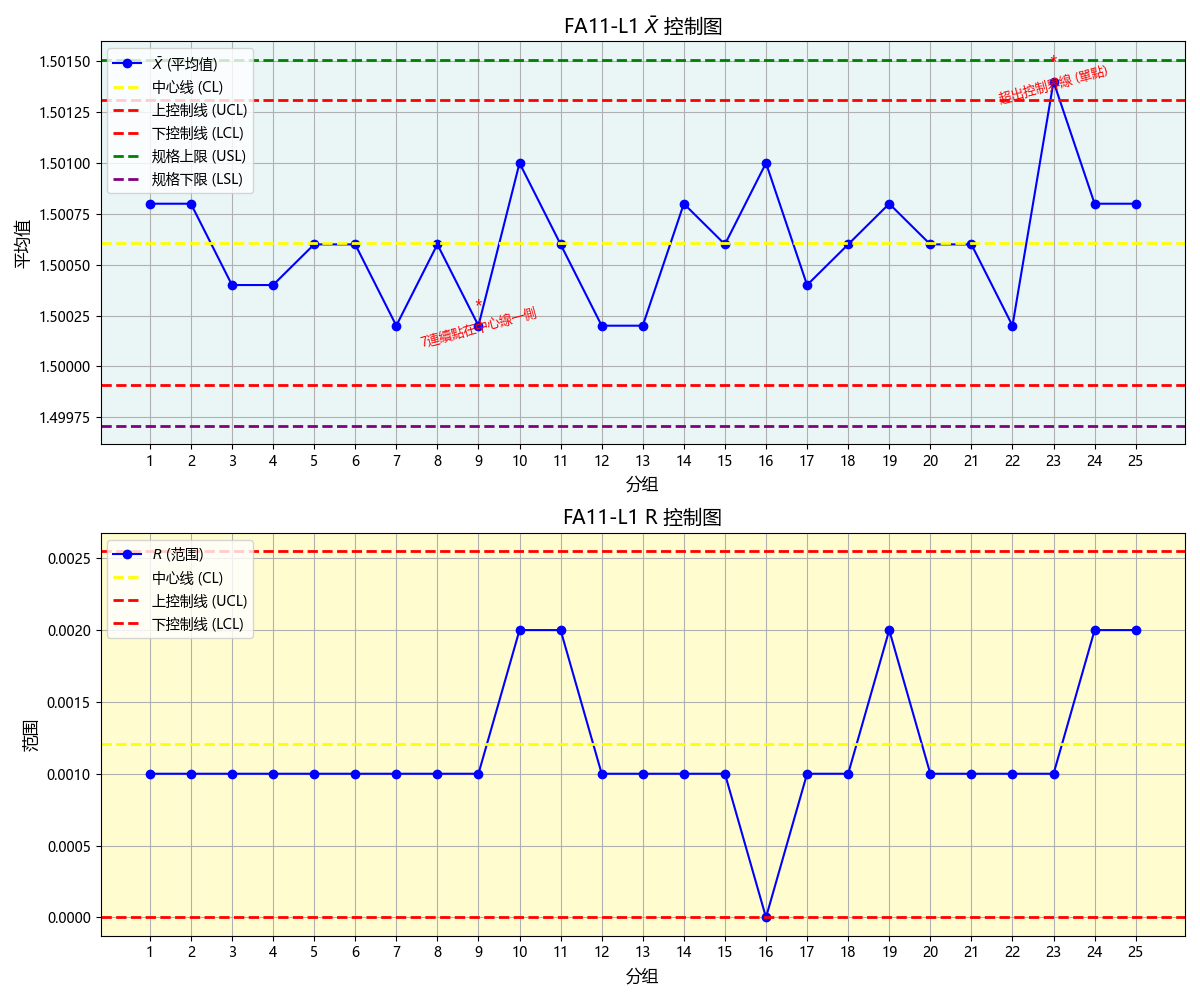 FA11-L1 X̄ 控制图
X̄ (平均值)
中心线 (CL)
上控制线 (UCL)
下控制线 (LCL)
规格上限 (USL)
规格下限 (LSL)
*
超出控制界線 (單點)
*
7連續點在中心線一側
平均值
1.50150
1.50125
1.50100
1.50075
1.50050
1.50025
1.50000
1.49975
1 2 3 4 5 6 7 8 9 10 11 12 13 14 15 16 17 18 19 20 21 22 23 24 25
分组
FA11-L1 R 控制图
R (范围)
中心线 (CL)
上控制线 (UCL)
下控制线 (LCL)
范围
0.0025
0.0020
0.0015
0.0010
0.0005
0.0000
1 2 3 4 5 6 7 8 9 10 11 12 13 14 15 16 17 18 19 20 21 22 23 24 25
分组